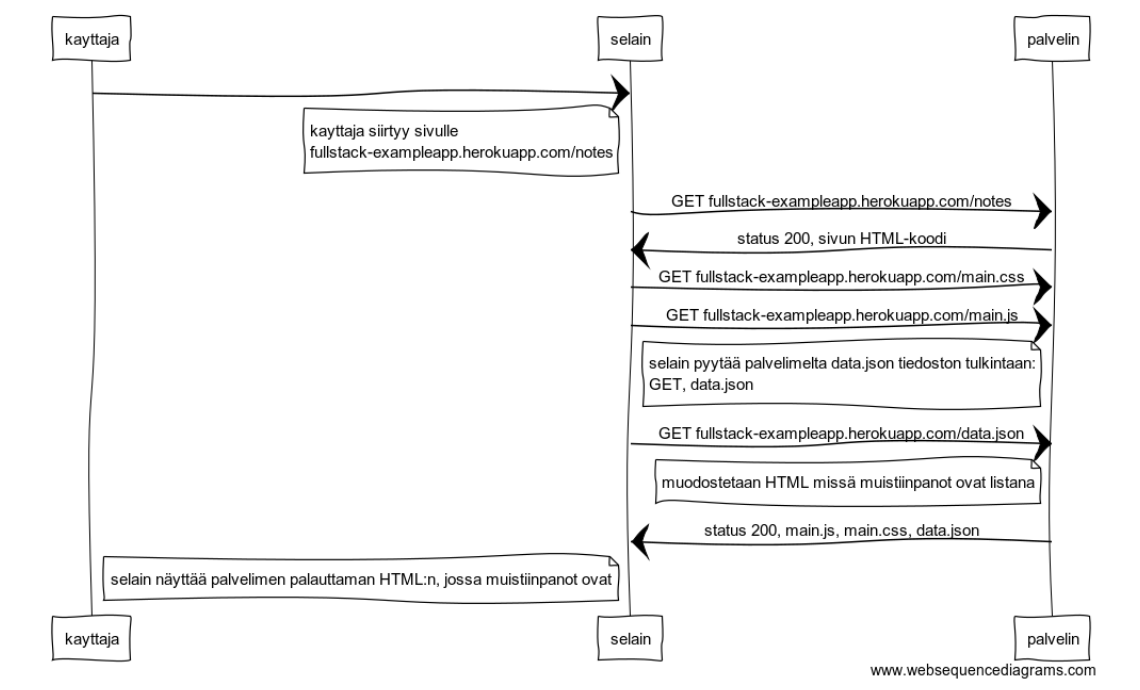 kayttaja
selain
palvelin
kayttaja siirtyy sivulle
fullstack-exampleapp.herokuapp.com/notes
GET fullstack-exampleapp.herokuapp.com/notes
status 200, sivun HTML-koodi
GET fullstack-exampleapp.herokuapp.com/main.css
GET fullstack-exampleapp.herokuapp.com/main.js
selain pyytää palvelimelta data.json tiedoston tulkintaan:
GET, data.json
GET fullstack-exampleapp.herokuapp.com/data.json
muodostetaan HTML missä muistiinpanot ovat listana
status 200, main.js, main.css, data.json
selain näyttää palvelimen palauttaman HTML:n, jossa muistiinpanot ovat
kayttaja
selain
palvelin
www.websequencediagrams.com